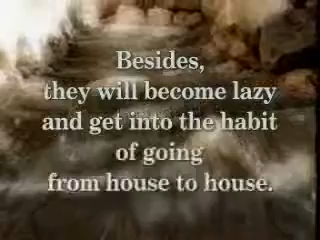 Besides,
they will become lazy
and get into the habit
of going
from house to house.